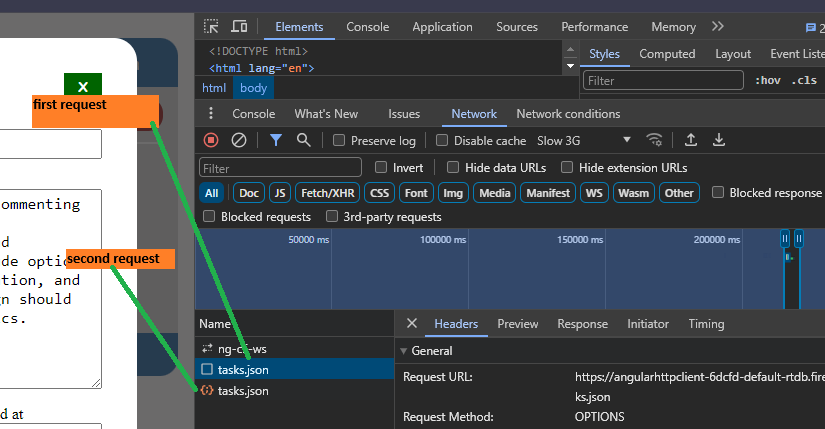 Elements Console Application Sources Performance Memory 2
<!DOCTYPE html>
<html lang="en">
html body
Styles Computed Layout Event Liste
Filter :hov .cls
X
first request
Console What's New Issues Network Network conditions
Preserve log Disable cache Slow 3G
Filter Invert Hide data URLs Hide extension URLs
All Doc JS Fetch/XHR CSS Font Img Media Manifest WS Wasm Other Blocked response
Blocked requests 3rd-party requests
ommenting
d
de optio
second request
tion, and
gn should
cs.
d at
50000 ms 100000 ms 150000 ms 200000 ms
Name
ng-cli-ws
tasks.json
tasks.json
Headers Preview Response Initiator Timing
General
Request URL: https://angularhttpclient-6dcfd-default-rtdb.fire
ks.json
Request Method: OPTIONS